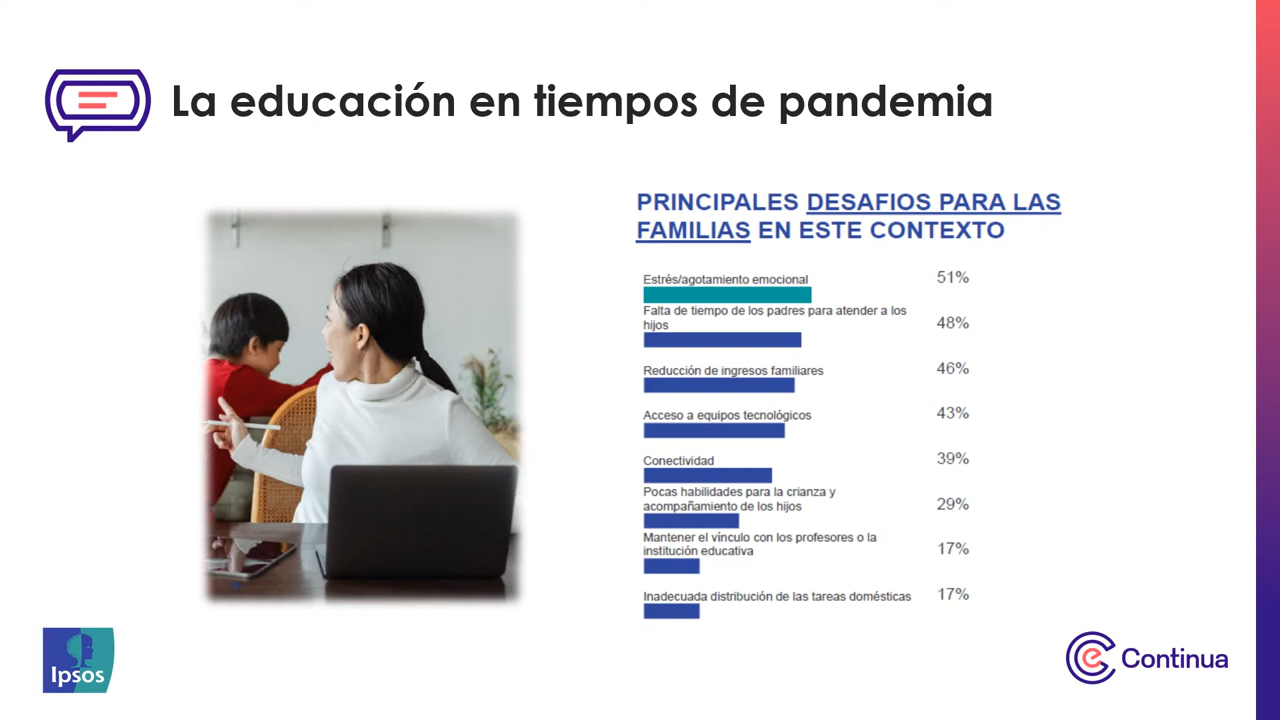 La educación en tiempos de pandemia
PRINCIPALES DESAFIOS PARA LAS
FAMILIAS EN ESTE CONTEXTO
Estrés/agotamiento emocional 51%
Falta de tiempo de los padres para atender a los
hijos 48%
Reducción de ingresos familiares 46%
Acceso a equipos tecnológicos 43%
Conectividad 39%
Pocas habilidades para la crianza y
acompañamiento de los hijos 29%
Mantener el vínculo con los profesores o la
institución educativa 17%
Inadecuada distribución de las tareas domésticas 17%
Ipsos
e Continua